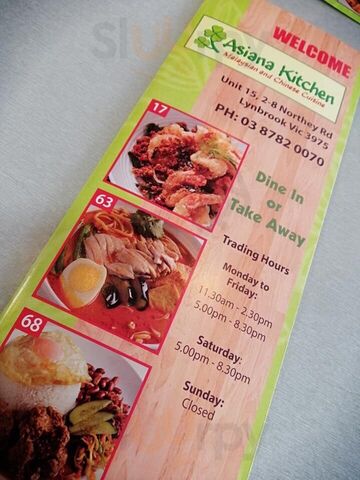 WELCOME
Asiana Kitchen
Malaysian and Chinese Cuisine
Unit 15, 2-8 Northey Rd
Lynbrook Vic 3975
PH: 03 8782 0070
17
Dine In
or
Take Away
63
Trading Hours
Monday to
Friday:
11.30am - 2.30pm
5.00pm - 8.30pm
68
Saturday:
5.00pm - 8.30pm
Sunday:
Closed